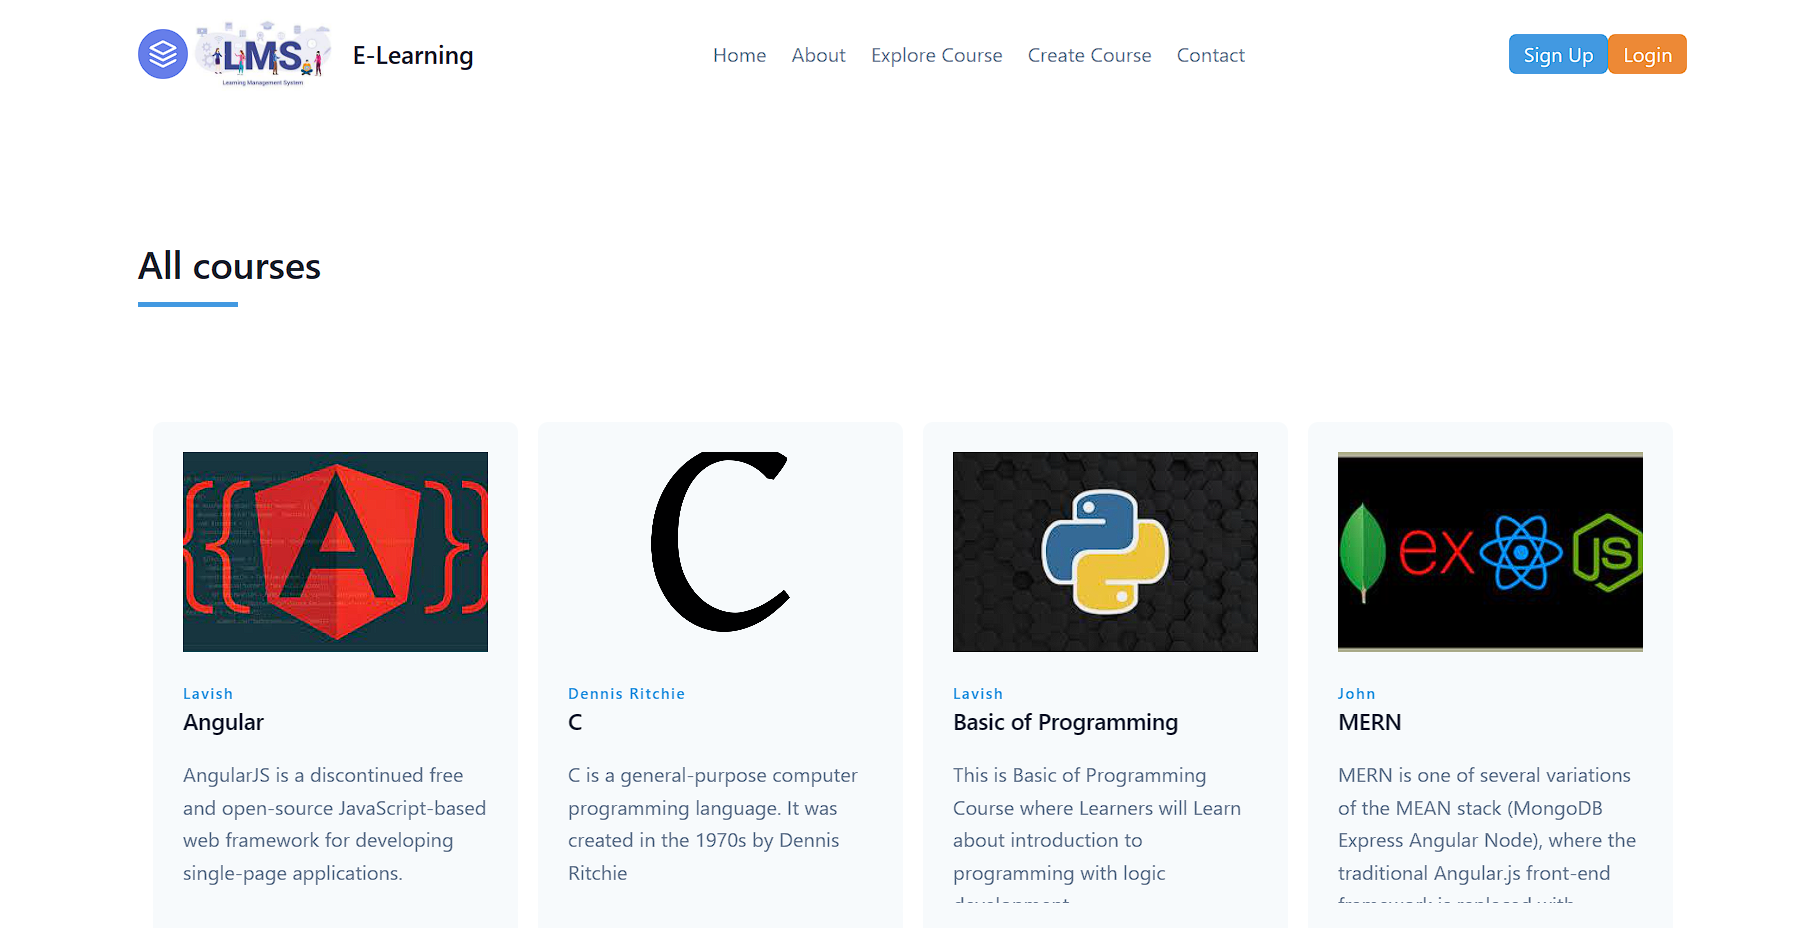 LMS
Learning Management System
E-Learning
Home About Explore Course Create Course Contact
Sign Up Login
All courses
{{A}}
C
ex JS
Lavish
Angular
AngularJS is a discontinued free
and open-source JavaScript-based
web framework for developing
single-page applications.
Dennis Ritchie
C
C is a general-purpose computer
programming language. It was
created in the 1970s by Dennis
Ritchie
Lavish
Basic of Programming
This is Basic of Programming
Course where Learners will Learn
about introduction to
programming with logic
John
MERN
MERN is one of several variations
of the MEAN stack (MongoDB
Express Angular Node), where the
traditional Angular.js front-end